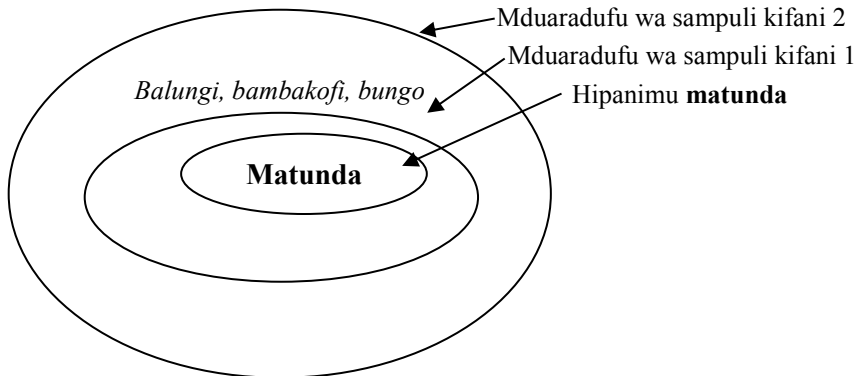 Mduaradufu wa sampuli kifani 2
Mduaradufu wa sampuli kifani 1
Balungi, bambakofi, bungo
Hipanimu matunda
Matunda